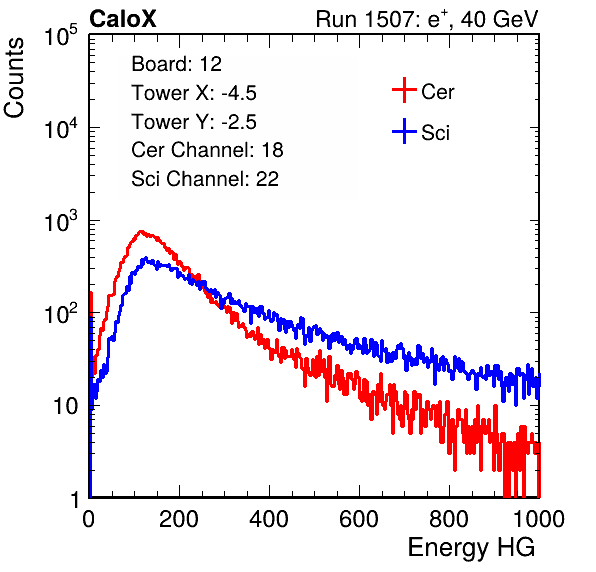 CaloX Run 1507: e⁺, 40 GeV
Counts
Board: 12
Tower X: -4.5
Tower Y: -2.5
Cer Channel: 18
Sci Channel: 22
Cer
Sci
10⁵
10⁴
10³
10²
10
1
0 200 400 600 800 1000
Energy HG